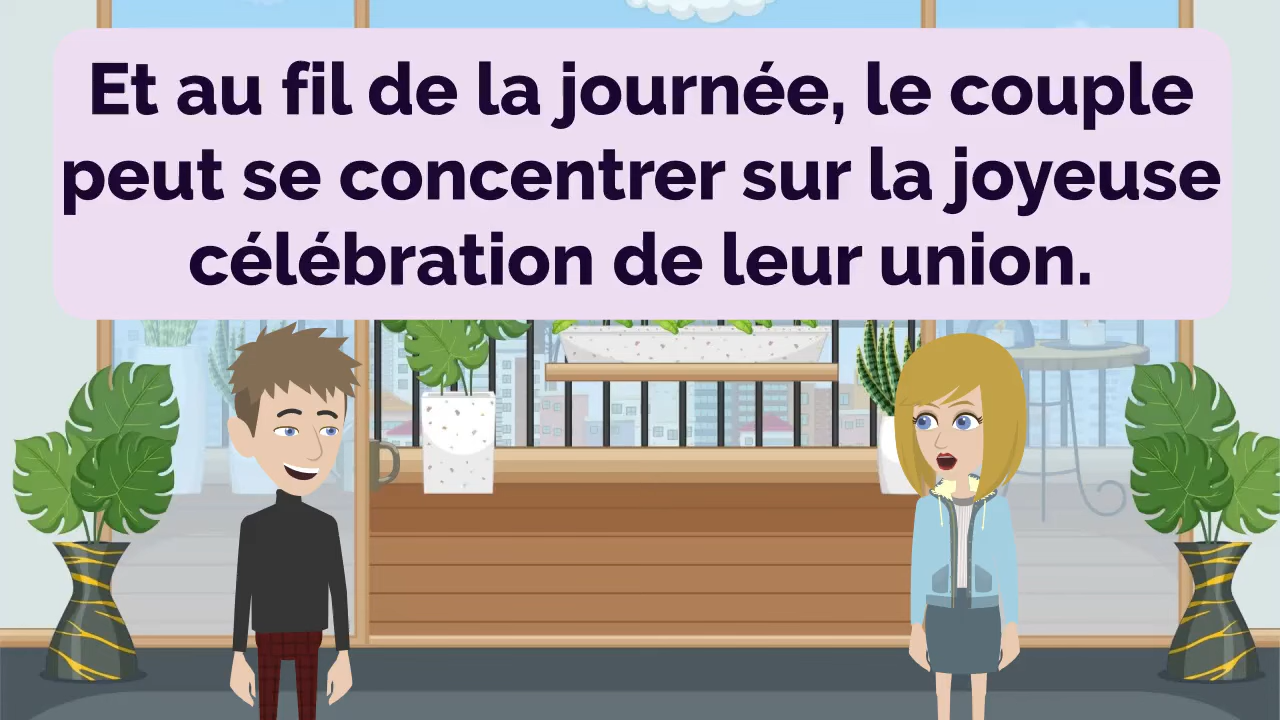 Et au fil de la journée, le couple
peut se concentrer sur la joyeuse
célébration de leur union.